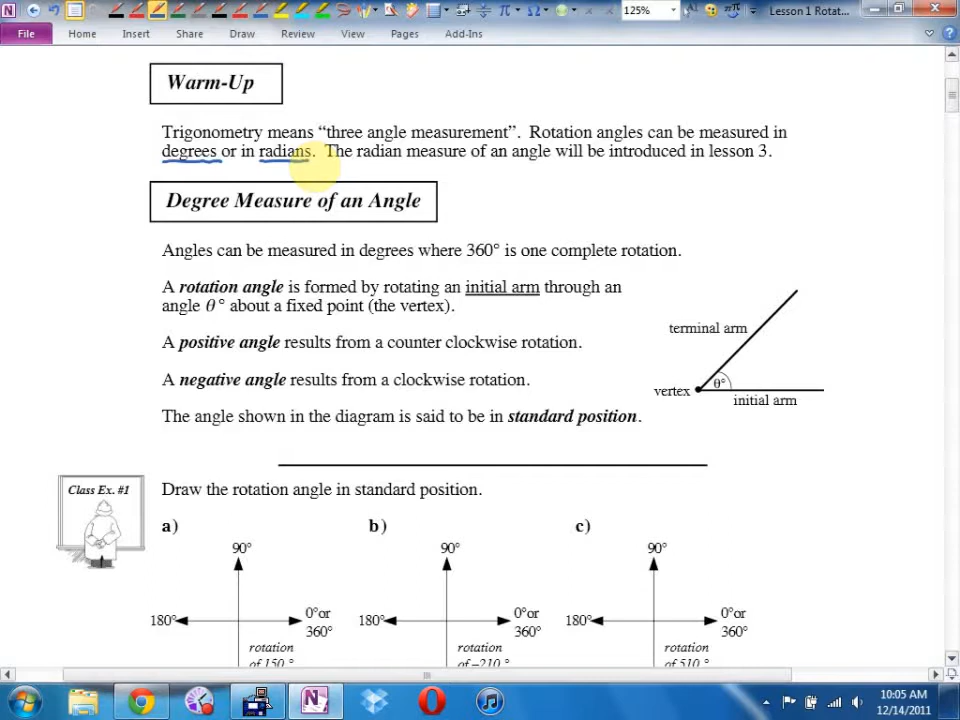 125%
Lesson 1 Rotat...
File Home Insert Share Draw Review View Pages Add-Ins
Warm-Up
Trigonometry means “three angle measurement”. Rotation angles can be measured in
degrees or in radians. The radian measure of an angle will be introduced in lesson 3.
Degree Measure of an Angle
Angles can be measured in degrees where 360° is one complete rotation.
A rotation angle is formed by rotating an initial arm through an
angle θ° about a fixed point (the vertex).
A positive angle results from a counter clockwise rotation.
A negative angle results from a clockwise rotation.
The angle shown in the diagram is said to be in standard position.
terminal arm
vertex θ°
initial arm
Class Ex. #1
Draw the rotation angle in standard position.
a) b) c)
90° 90° 90°
180° 0°or 180° 0°or 180° 0°or
360° 360° 360°
rotation rotation rotation
of 150 ° of –210 ° of 510 °
10:05 AM
12/14/2011